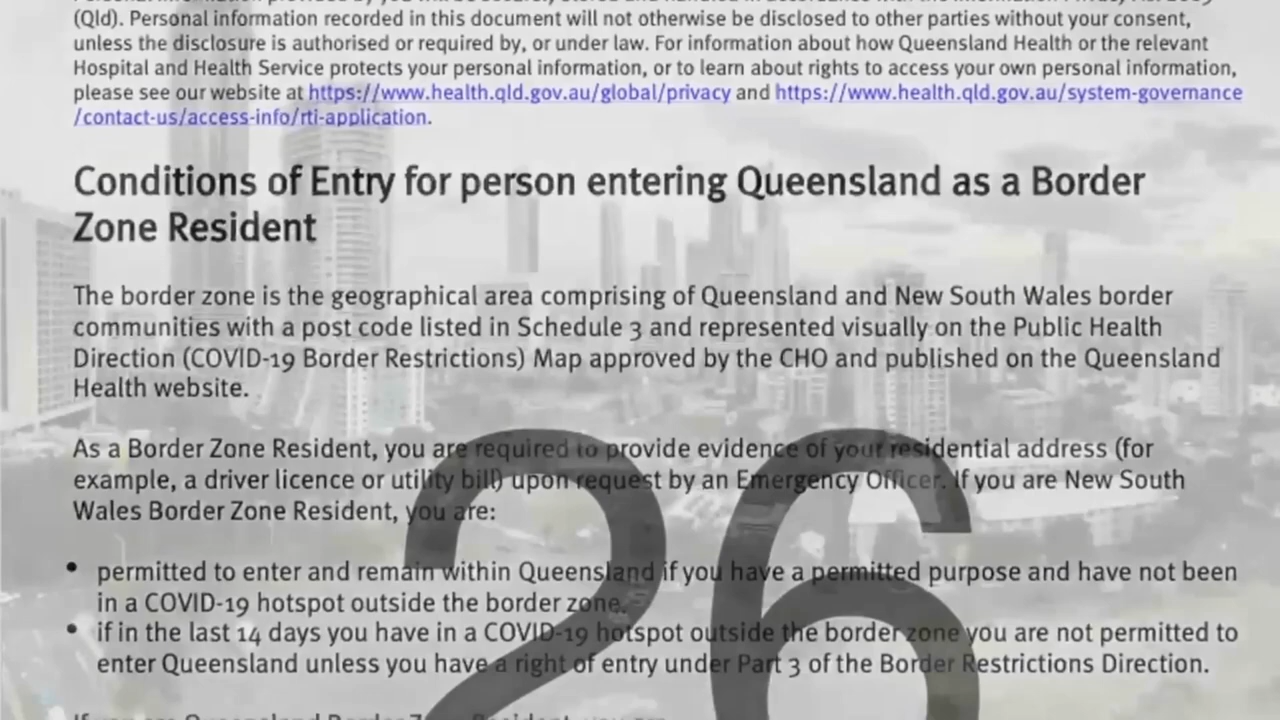 (Qld). Personal information recorded in this document will not otherwise be disclosed to other parties without your consent,
unless the disclosure is authorised or required by, or under law. For information about how Queensland Health or the relevant
Hospital and Health Service protects your personal information, or to learn about rights to access your own personal information,
please see our website at https://www.health.qld.gov.au/global/privacy and https://www.health.qld.gov.au/system-governance
/contact-us/access-info/rti-application.
Conditions of Entry for person entering Queensland as a Border
Zone Resident
The border zone is the geographical area comprising of Queensland and New South Wales border
communities with a post code listed in Schedule 3 and represented visually on the Public Health
Direction (COVID-19 Border Restrictions) Map approved by the CHO and published on the Queensland
Health website.
As a Border Zone Resident, you are required to provide evidence of your residential address (for
example, a driver licence or utility bill) upon request by an Emergency Officer. If you are New South
Wales Border Zone Resident, you are:
• permitted to enter and remain within Queensland if you have a permitted purpose and have not been
in a COVID-19 hotspot outside the border zone.
• if in the last 14 days you have in a COVID-19 hotspot outside the border zone you are not permitted to
enter Queensland unless you have a right of entry under Part 3 of the Border Restrictions Direction.
26